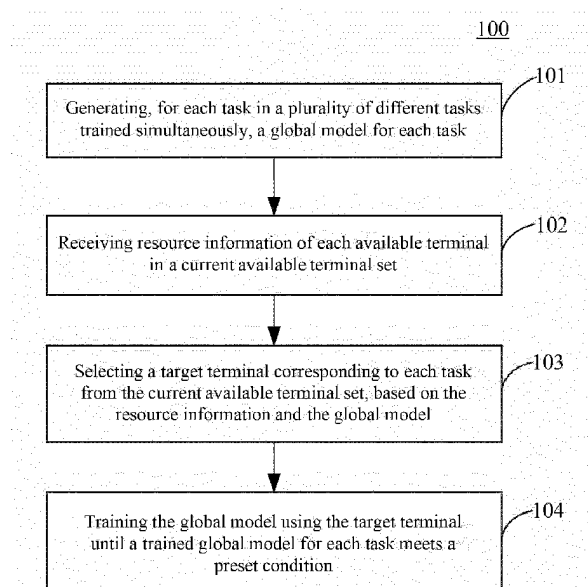 100
101
Generating, for each task in a plurality of different tasks
trained simultaneously, a global model for each task
102
Receiving resource information of each available terminal
in a current available terminal set
103
Selecting a target terminal corresponding to each task
from the current available terminal set, based on the
resource information and the global model
104
Training the global model using the target terminal
until a trained global model for each task meets a
preset condition